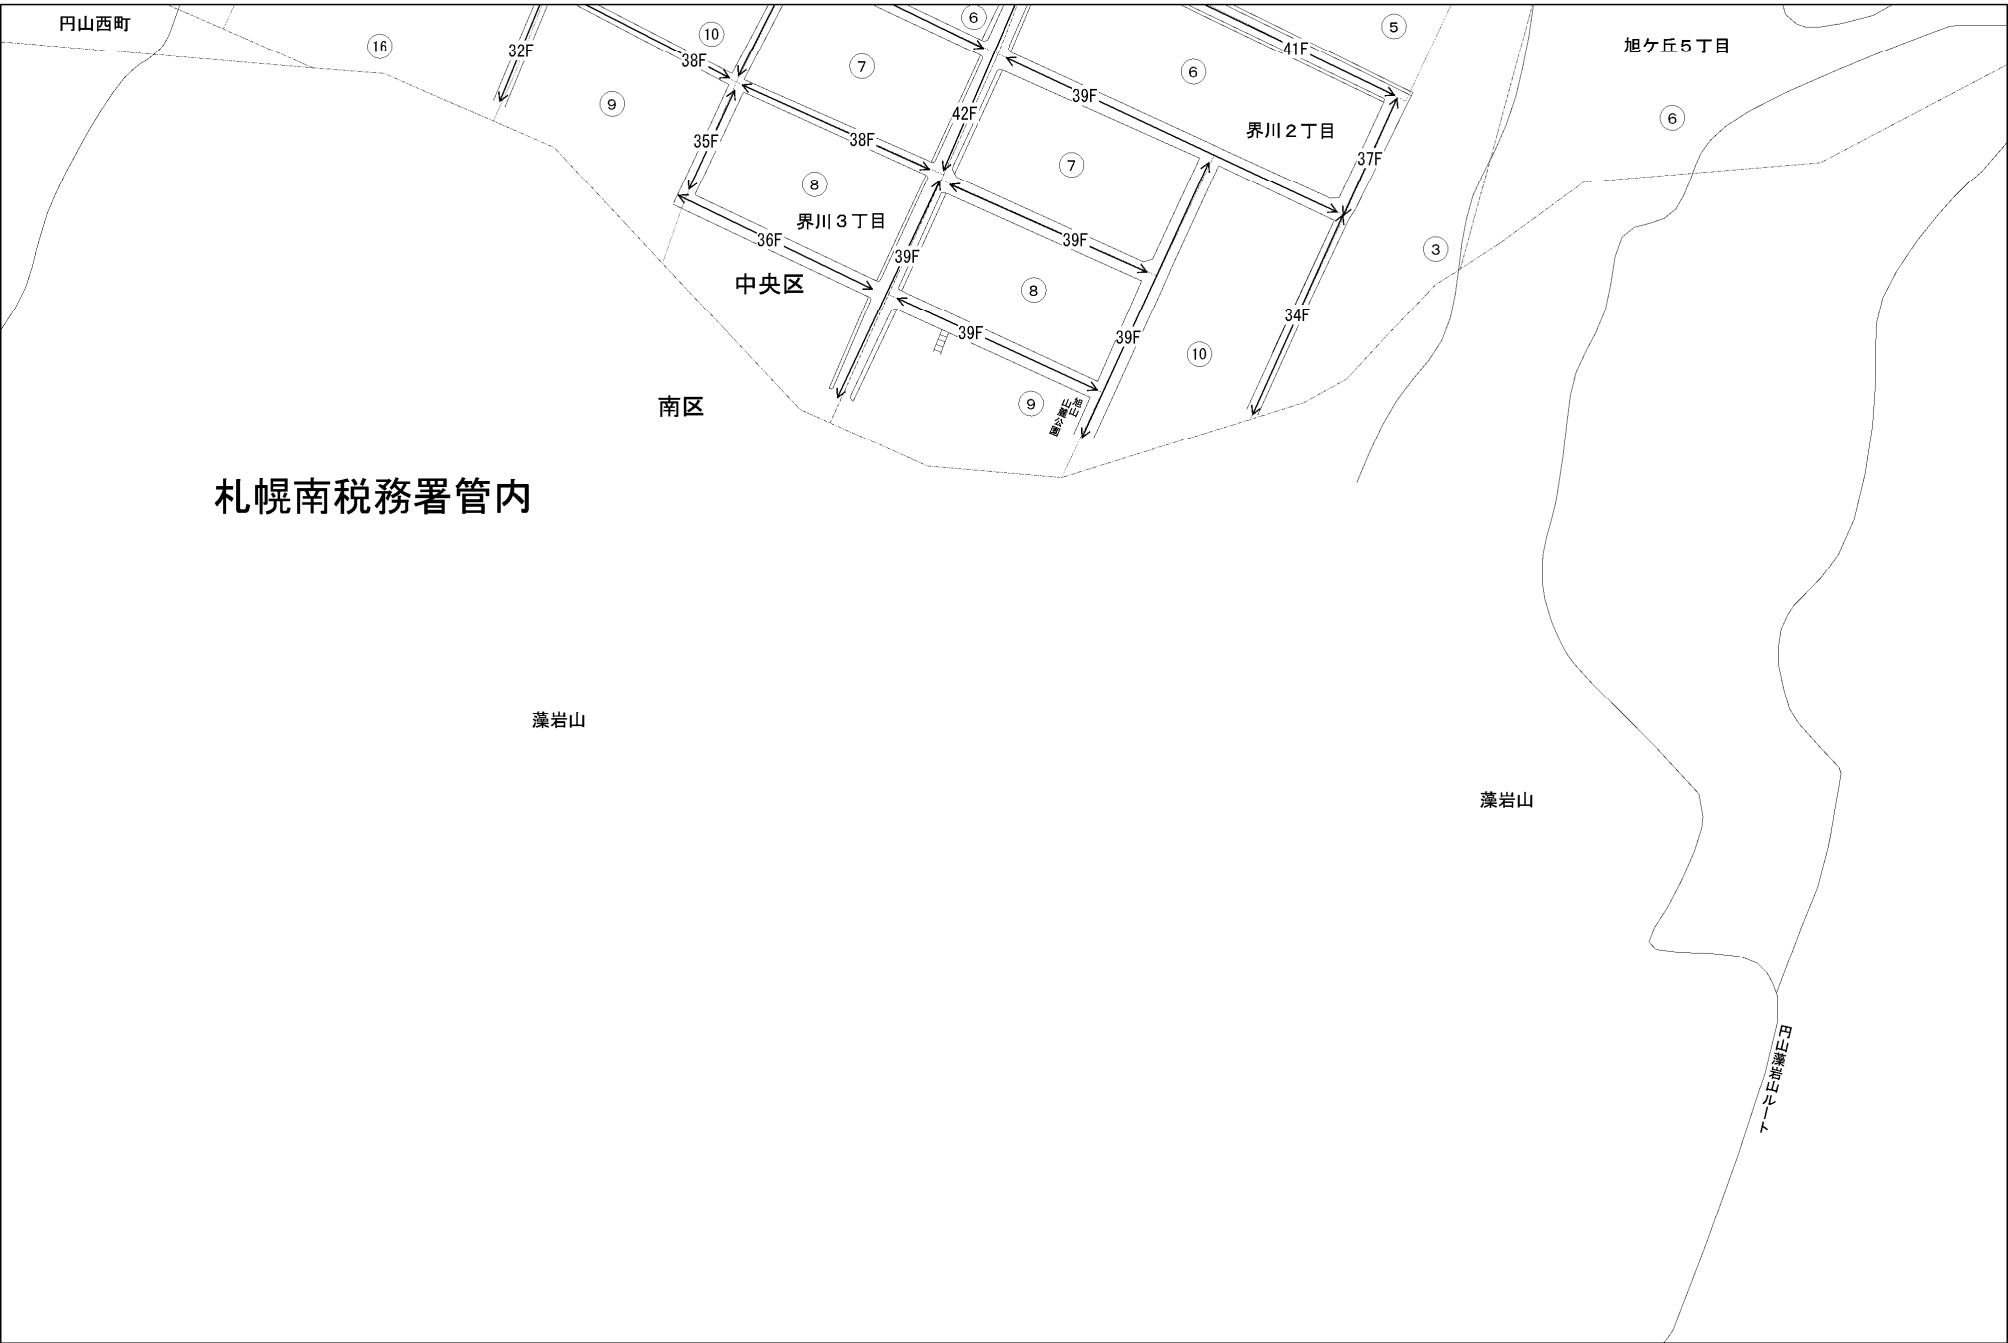 円山西町
⑯
32F
⑨
38F
⑩
35F
⑦
⑥
42F
38F
⑧
界川３丁目
36F
39F
中央区
41F
⑤
⑥
39F
界川２丁目
37F
⑦
39F
⑧
39F
39F
34F
⑩
⑨
旭山
山麓公園
③
旭ケ丘５丁目
⑥
南区
札幌南税務署管内
藻岩山
藻岩山
円山藻岩山ルート